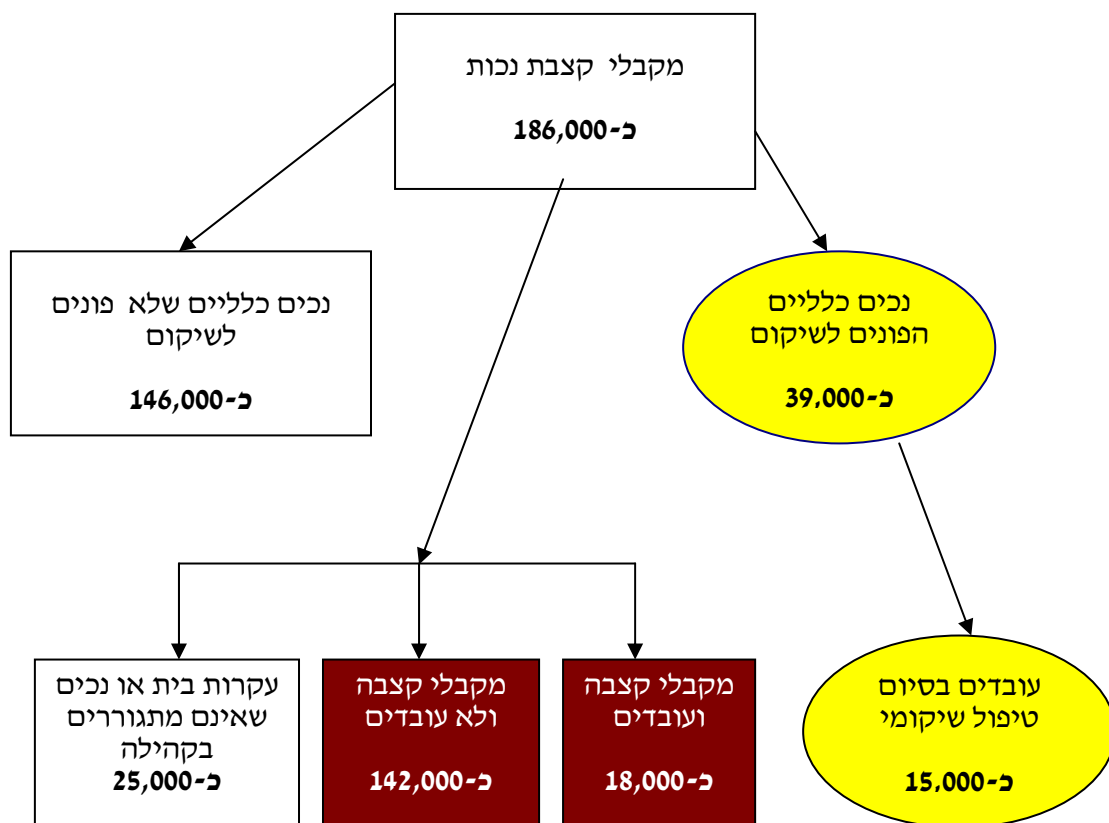 מקבלי קצבת נכות
כ-186,000
נכים כלליים
הפונים לשיקום
כ-39.000
נכים כלליים שלא פונים
לשיקום
כ-146,000
עובדים בסיום
טיפול שיקומי
כ-15.000
מקבלי קצבה
ועובדים
כ-18,000
מקבלי קצבה
ולא עובדים
כ-142,000
עקרות בית או נכים
שאינם מתגוררים
בקהילה
כ-25,000